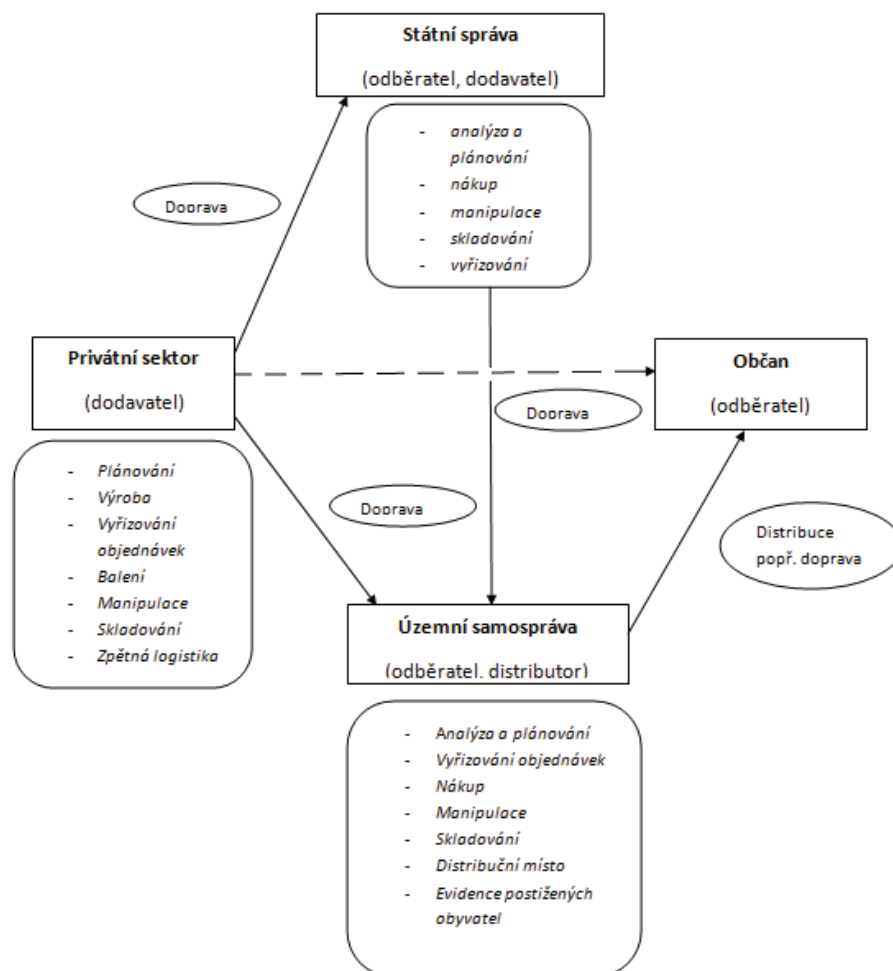 Státní správa
(odběratel, dodavatel)
- analýza a
plánování
- nákup
- manipulace
- skladování
- vyřizování
Doprava
Privátní sektor
(dodavatel)
Občan
(odběratel)
Doprava
- Plánování
- Výroba
- Vyřizování
objednávek
- Balení
- Manipulace
- Skladování
- Zpětná logistika
Doprava
Distribuce
popř. doprava
Územní samospráva
(odběratel. distributor)
- Analýza a plánování
- Vyřizování objednávek
- Nákup
- Manipulace
- Skladování
- Distribuční místo
- Evidence postižených
obyvatel